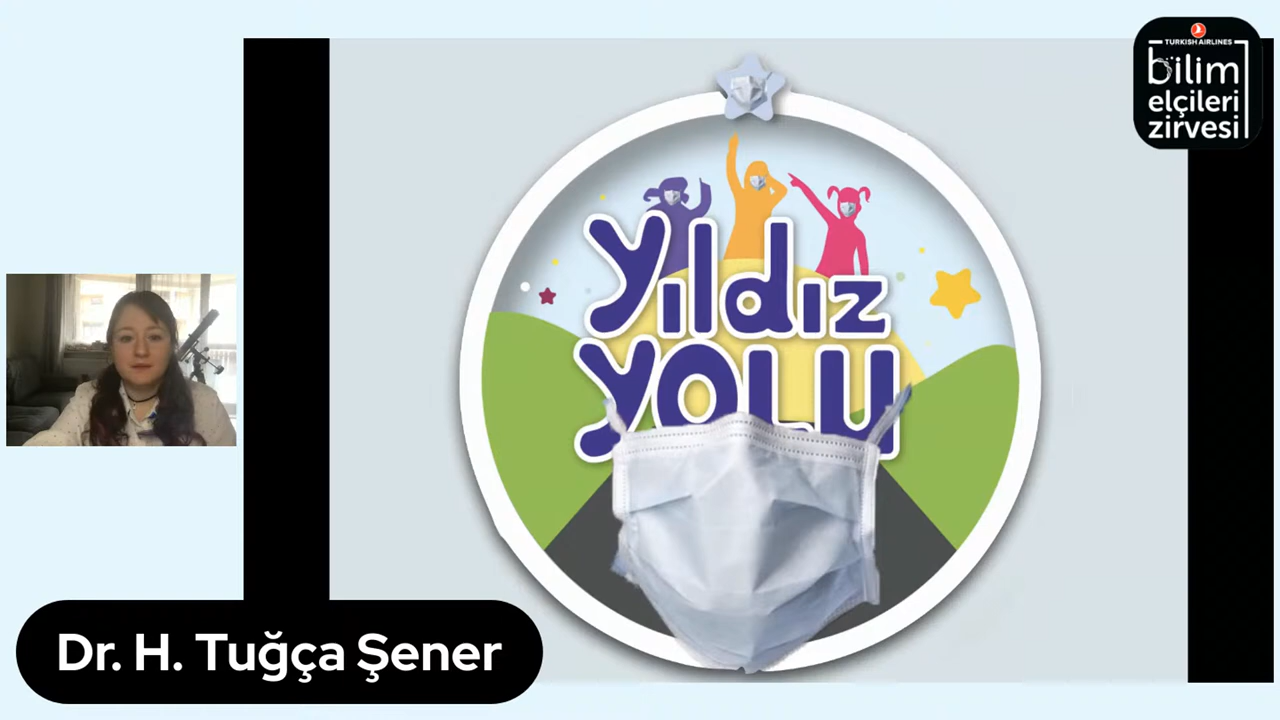 TURKISH AIRLINES
bilim
elçileri
zirvesi
yıldız
YOLU
Dr. H. Tuğça Şener